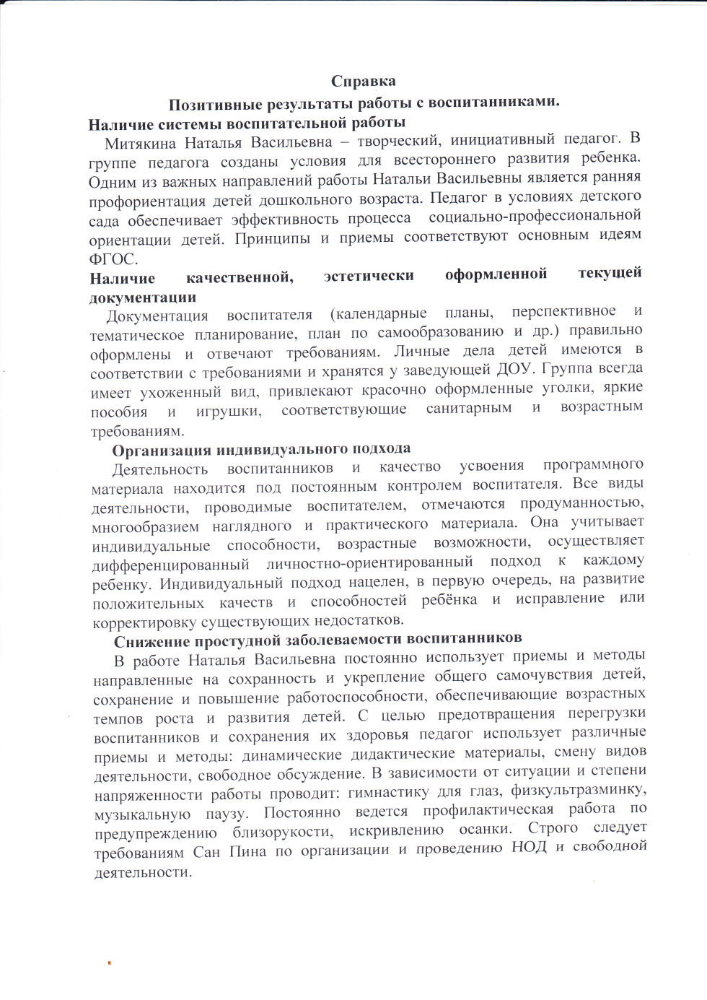 Справка
Позитивные результаты работы с воспитанниками.
Наличие системы воспитательной работы
Митякина Наталья Васильевна – творческий, инициативный педагог. В
группе педагога созданы условия для всестороннего развития ребенка.
Одним из важных направлений работы Натальи Васильевны является ранняя
профориентация детей дошкольного возраста. Педагог в условиях детского
сада обеспечивает эффективность процесса социально-профессиональной
ориентации детей. Принципы и приемы соответствуют основным идеям
ФГОС.
Наличие качественной, эстетически оформленной текущей
документации
Документация воспитателя (календарные планы, перспективное и
тематическое планирование, план по самообразованию и др.) правильно
оформлены и отвечают требованиям. Личные дела детей имеются в
соответствии с требованиями и хранятся у заведующей ДОУ. Группа всегда
имеет ухоженный вид, привлекают красочно оформленные уголки, яркие
пособия и игрушки, соответствующие санитарным и возрастным
требованиям.
Организация индивидуального подхода
Деятельность воспитанников и качество усвоения программного
материала находится под постоянным контролем воспитателя. Все виды
деятельности, проводимые воспитателем, отмечаются продуманностью,
многообразием наглядного и практического материала. Она учитывает
индивидуальные способности, возрастные возможности, осуществляет
дифференцированный личностно-ориентированный подход к каждому
ребенку. Индивидуальный подход нацелен, в первую очередь, на развитие
положительных качеств и способностей ребёнка и исправление или
корректировку существующих недостатков.
Снижение простудной заболеваемости воспитанников
В работе Наталья Васильевна постоянно использует приемы и методы
направленные на сохранность и укрепление общего самочувствия детей,
сохранение и повышение работоспособности, обеспечивающие возрастных
темпов роста и развития детей. С целью предотвращения перегрузки
воспитанников и сохранения их здоровья педагог использует различные
приемы и методы: динамические дидактические материалы, смену видов
деятельности, свободное обсуждение. В зависимости от ситуации и степени
напряженности работы проводит: гимнастику для глаз, физкультразминку,
музыкальную паузу. Постоянно ведется профилактическая работа по
предупреждению близорукости, искривлению осанки. Строго следует
требованиям Сан Пина по организации и проведению НОД и свободной
деятельности.